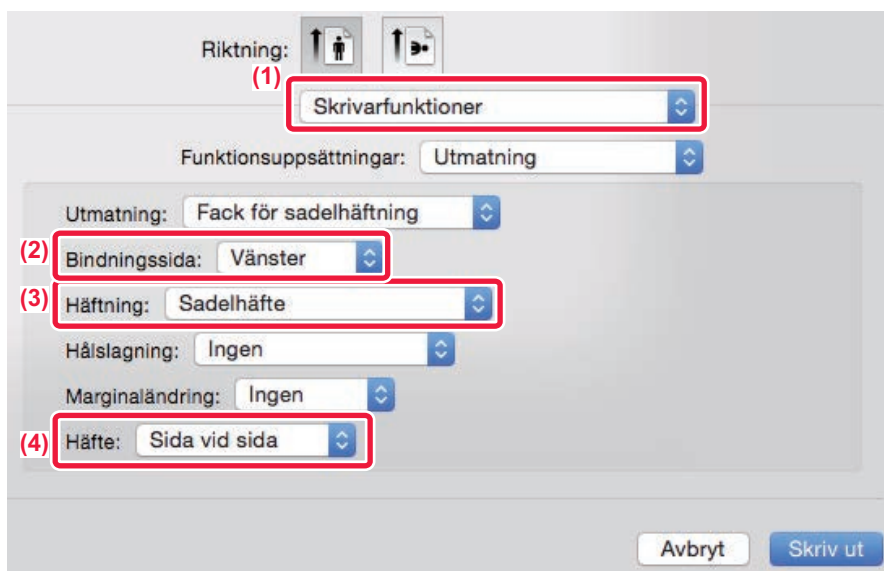 Riktning:
(1)
Skrivarfunktioner
Funktionsuppsättningar: Utmatning
Utmatning: Fack för sadelhäftning
(2) Bindningssida: Vänster
(3) Häftning: Sadelhäfte
Hålslagning: Ingen
Marginaländring: Ingen
(4) Häfte: Sida vid sida
Avbryt Skriv ut